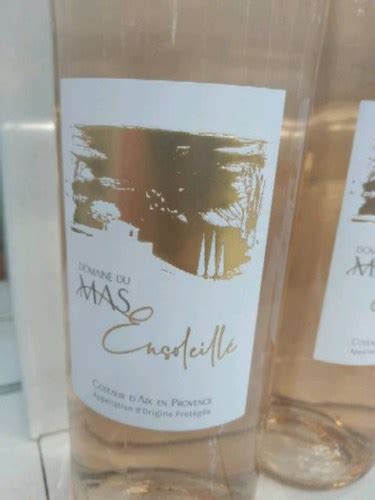 DOMAINE DU
MAS
Ensoleillé
COTEAUX D'AIX EN PROVENCE
Appellation d'Origine Protégée